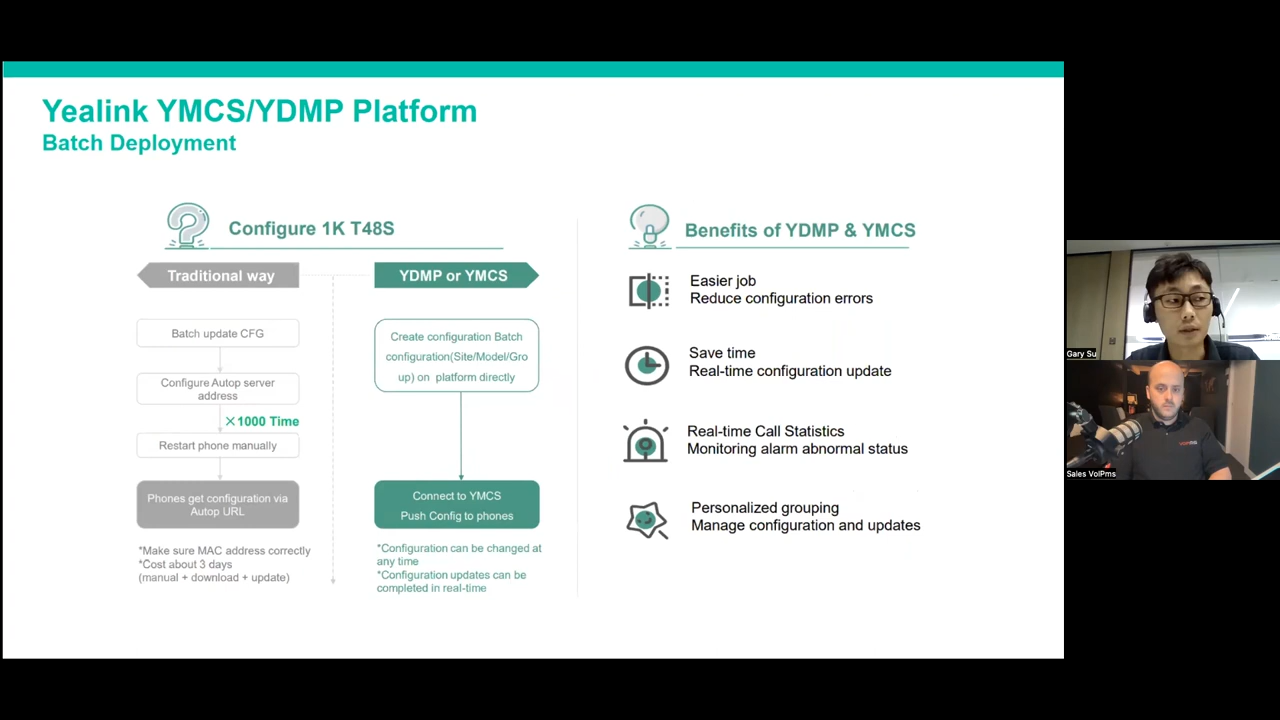 Yealink YMCS/YDMP Platform
Batch Deployment
Configure 1K T48S
Traditional way
Batch update CFG
Configure Autop server
address
×1000 Time
Restart phone manually
Phones get configuration via
Autop URL
*Make sure MAC address correctly
*Cost about 3 days
(manual + download + update)
YDMP or YMCS
Create configuration Batch
configuration(Site/Model/Gro
up) on platform directly
Connect to YMCS
Push Config to phones
*Configuration can be changed at
any time
*Configuration updates can be
completed in real-time
Benefits of YDMP & YMCS
Easier job
Reduce configuration errors
Save time
Real-time configuration update
Real-time Call Statistics
Monitoring alarm abnormal status
Personalized grouping
Manage configuration and updates
Gary Su
Sales VoIPms